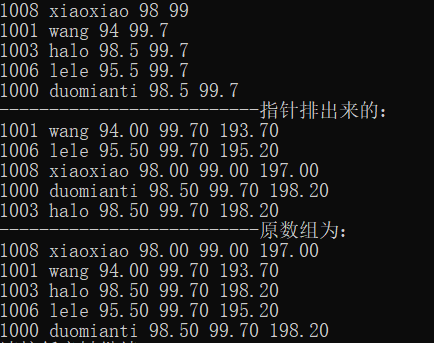 1008 xiaoxiao 98 99
1001 wang 94 99.7
1003 halo 98.5 99.7
1006 lele 95.5 99.7
1000 duomianti 98.5 99.7
--------------------------指针排出来的:
1001 wang 94.00 99.70 193.70
1006 lele 95.50 99.70 195.20
1008 xiaoxiao 98.00 99.00 197.00
1000 duomianti 98.50 99.70 198.20
1003 halo 98.50 99.70 198.20
--------------------------原数组为:
1008 xiaoxiao 98.00 99.00 197.00
1001 wang 94.00 99.70 193.70
1003 halo 98.50 99.70 198.20
1006 lele 95.50 99.70 195.20
1000 duomianti 98.50 99.70 198.20